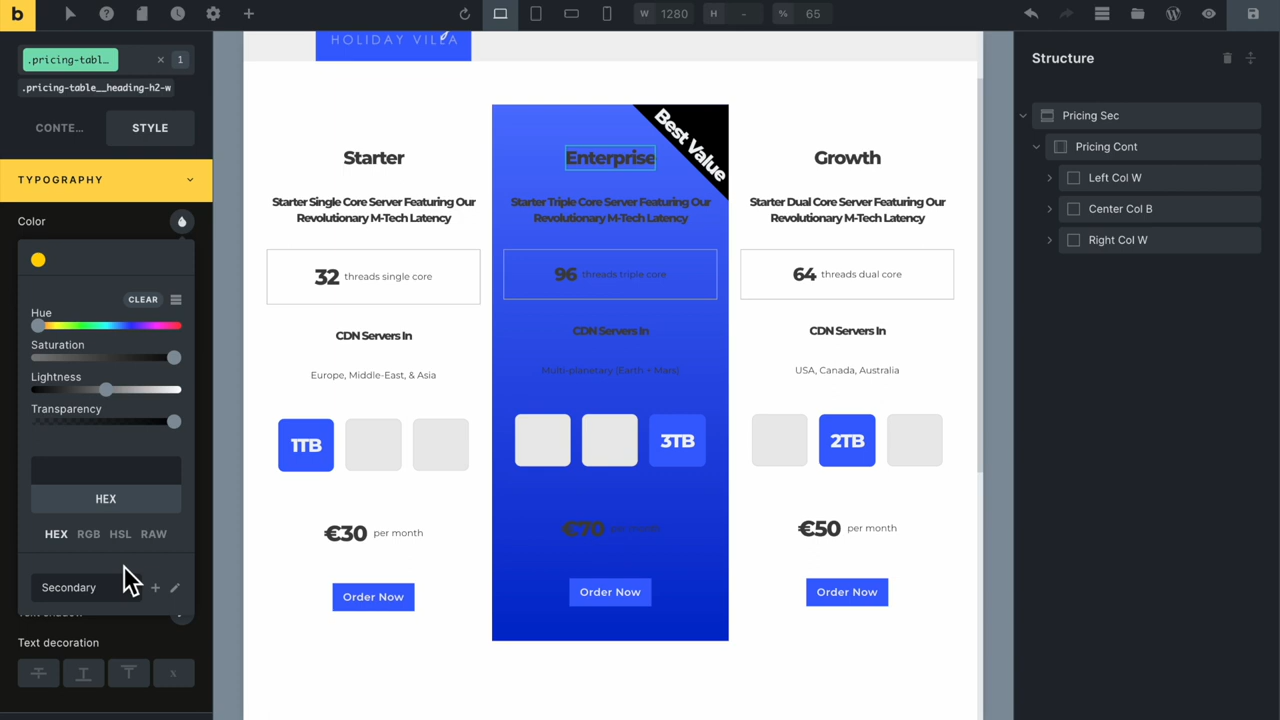 b
W 1280 H - % 65
.pricing-tabl… × 1
.pricing-table__heading-h2-w
CONTE… STYLE
TYPOGRAPHY
Color
CLEAR
Hue
Saturation
Lightness
Transparency
HEX
HEX RGB HSL RAW
Secondary
Text decoration
HOLIDAY VILLA
Starter
Starter Single Core Server Featuring Our
Revolutionary M-Tech Latency
32 threads single core
CDN Servers In
Europe, Middle-East, & Asia
1TB
€30 per month
Order Now
Best Value
Enterprise
Starter Triple Core Server Featuring Our
Revolutionary M-Tech Latency
96 threads triple core
CDN Servers In
Multi-planetary (Earth + Mars)
3TB
€70 per month
Order Now
Growth
Starter Dual Core Server Featuring Our
Revolutionary M-Tech Latency
64 threads dual core
CDN Servers In
USA, Canada, Australia
2TB
€50 per month
Order Now
Structure
Pricing Sec
Pricing Cont
Left Col W
Center Col B
Right Col W